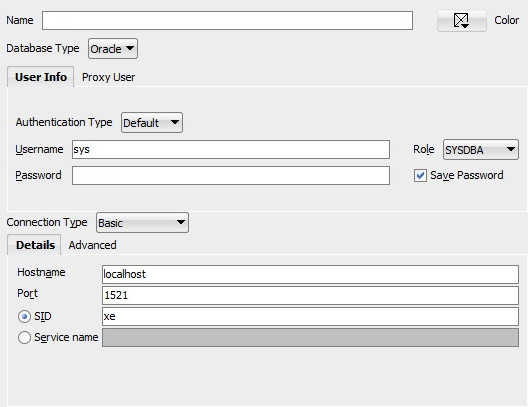 Name Color
Database Type Oracle
User Info Proxy User
Authentication Type Default
Username sys Role SYSDBA
Password Save Password
Connection Type Basic
Details Advanced
Hostname localhost
Port 1521
SID xe
Service name